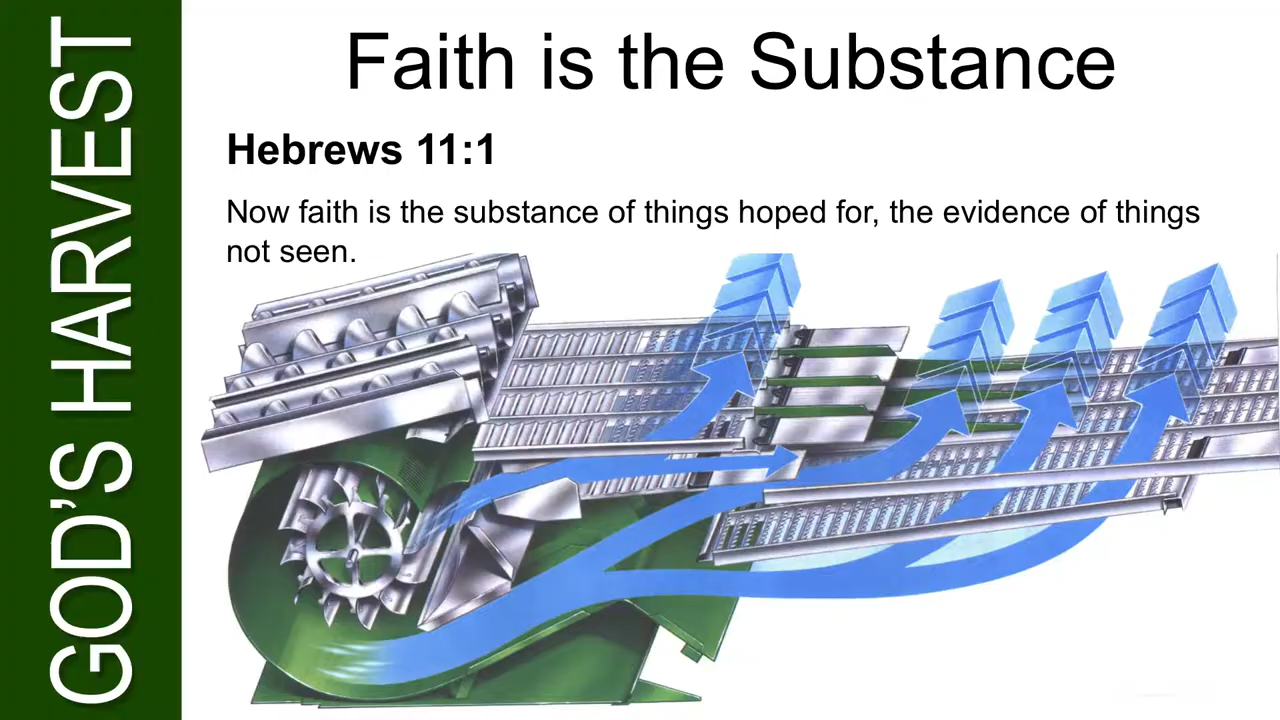 GOD'S HARVEST
Faith is the Substance
Hebrews 11:1
Now faith is the substance of things hoped for, the evidence of things
not seen.